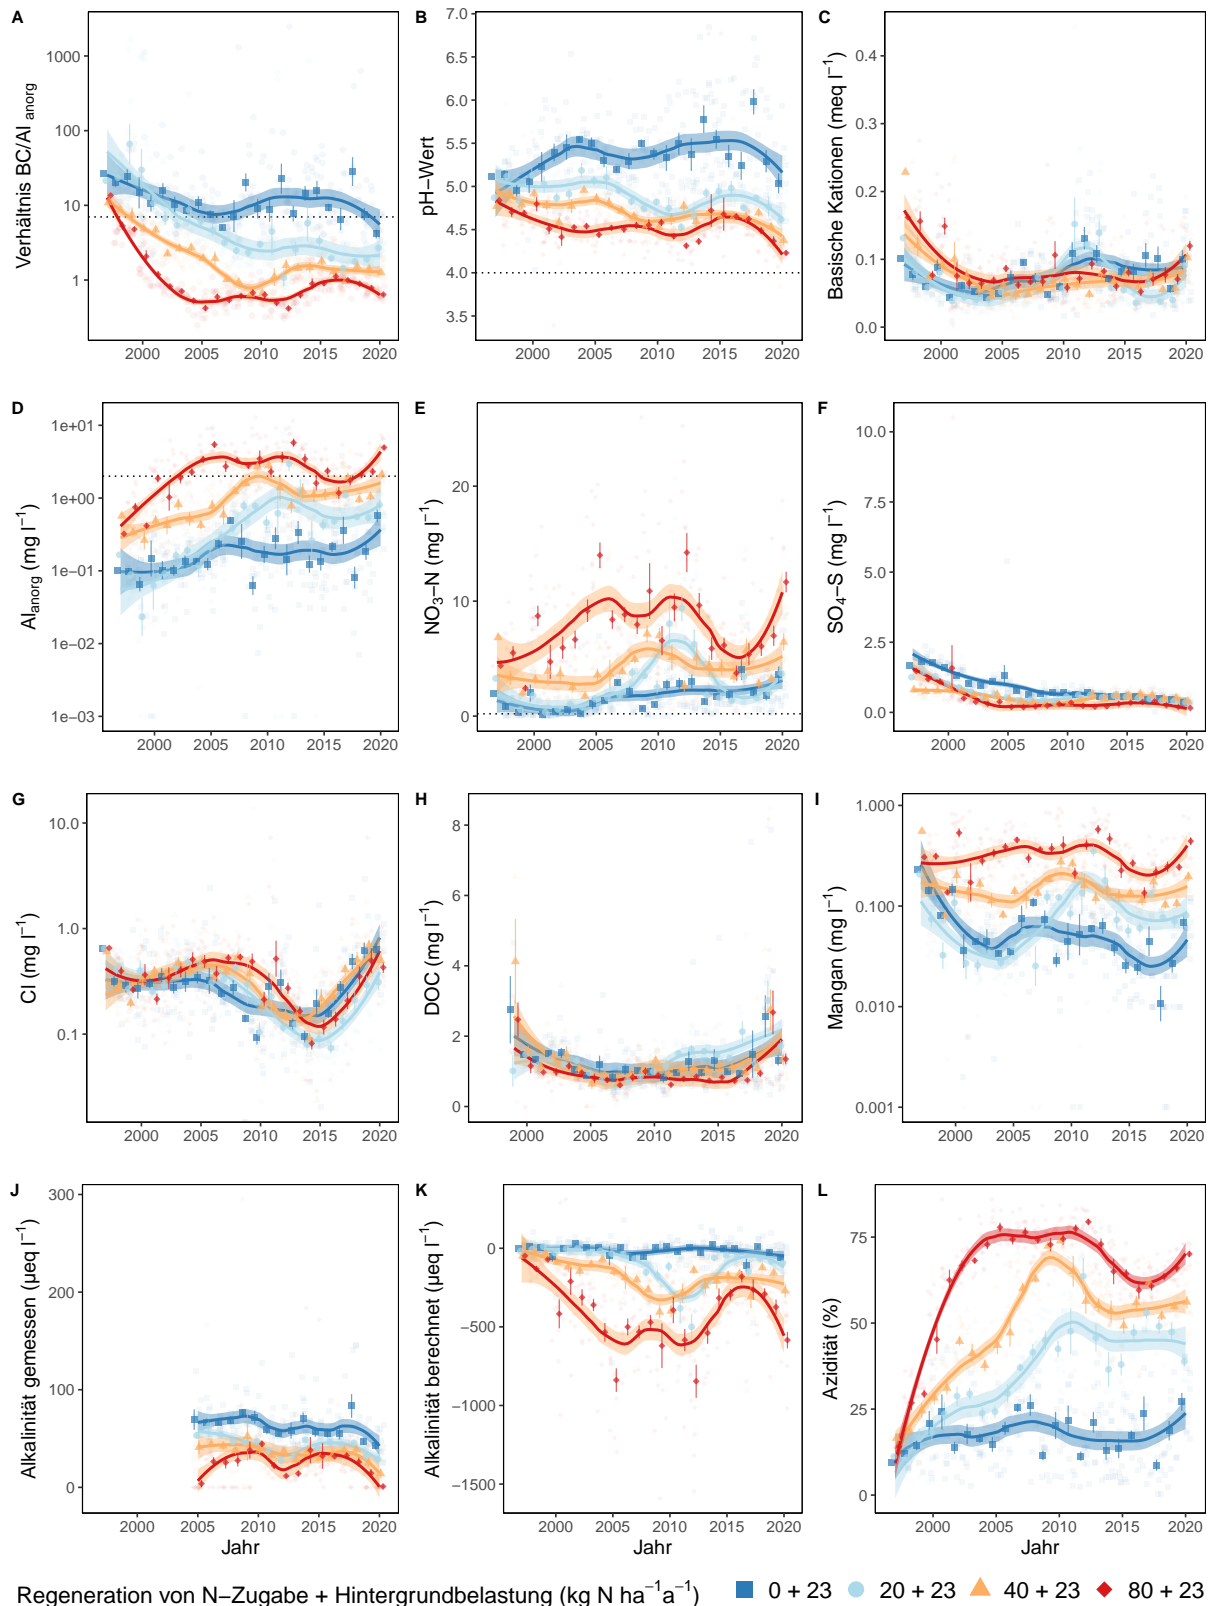 A
Verhältnis BC/Al anorg
1000
100
10
1
2000 2005 2010 2015 2020
B
pH−Wert
7.0
6.5
6.0
5.5
5.0
4.5
4.0
3.5
2000 2005 2010 2015 2020
C
Basische Kationen (meq l−1)
0.4
0.3
0.2
0.1
0.0
2000 2005 2010 2015 2020
D
Alanorg (mg l−1)
1e+01
1e+00
1e−01
1e−02
1e−03
2000 2005 2010 2015 2020
E
NO3−N (mg l−1)
20
10
0
2000 2005 2010 2015 2020
F
SO4−S (mg l−1)
10.0
7.5
5.0
2.5
0.0
2000 2005 2010 2015 2020
G
Cl (mg l−1)
10.0
1.0
0.1
2000 2005 2010 2015 2020
H
DOC (mg l−1)
8
6
4
2
0
2000 2005 2010 2015 2020
I
Mangan (mg l−1)
1.000
0.100
0.010
0.001
2000 2005 2010 2015 2020
J
Alkalinität gemessen (µeq l−1)
300
200
100
0
2000 2005 2010 2015 2020
Jahr
K
Alkalinität berechnet (µeq l−1)
0
−500
−1000
−1500
2000 2005 2010 2015 2020
Jahr
L
Azidität (%)
75
50
25
0
2000 2005 2010 2015 2020
Jahr
Regeneration von N−Zugabe + Hintergrundbelastung (kg N ha−1a−1) 0 + 23 20 + 23 40 + 23 80 + 23